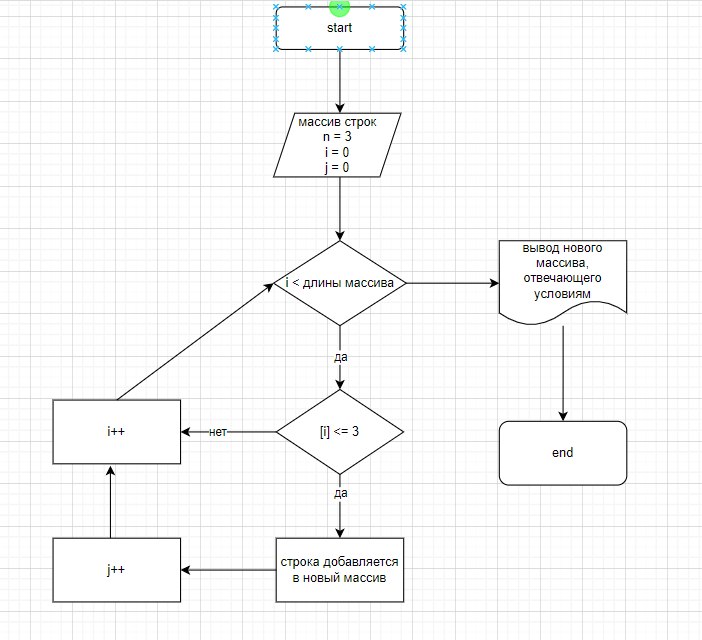 start
массив строк
n = 3
i = 0
j = 0
i < длины массива
вывод нового
массива,
отвечающего
условиям
да
i++
нет
[i] <= 3
end
да
j++
строка добавляется
в новый массив